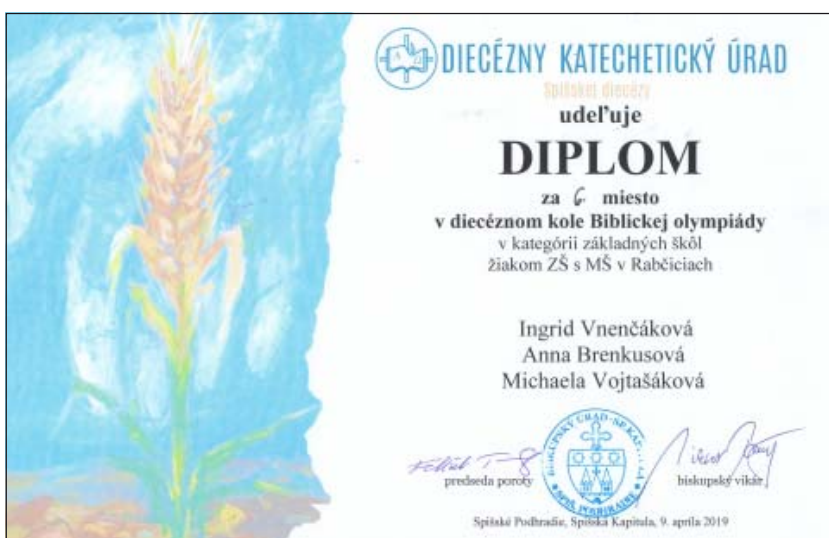 DIECÉZNY KATECHETICKÝ ÚRAD
Spišskej diecézy
udeľuje
DIPLOM
za 6. miesto
v diecéznom kole Biblickej olympiády
v kategórii základných škôl
žiakom ZŠ s MŠ v Rabčiciach
Ingrid Vnenčáková
Anna Brenkusová
Michaela Vojtašáková
predseda poroty
biskupský vikár
Spišské Podhradie, Spišská Kapitula, 9. apríla 2019